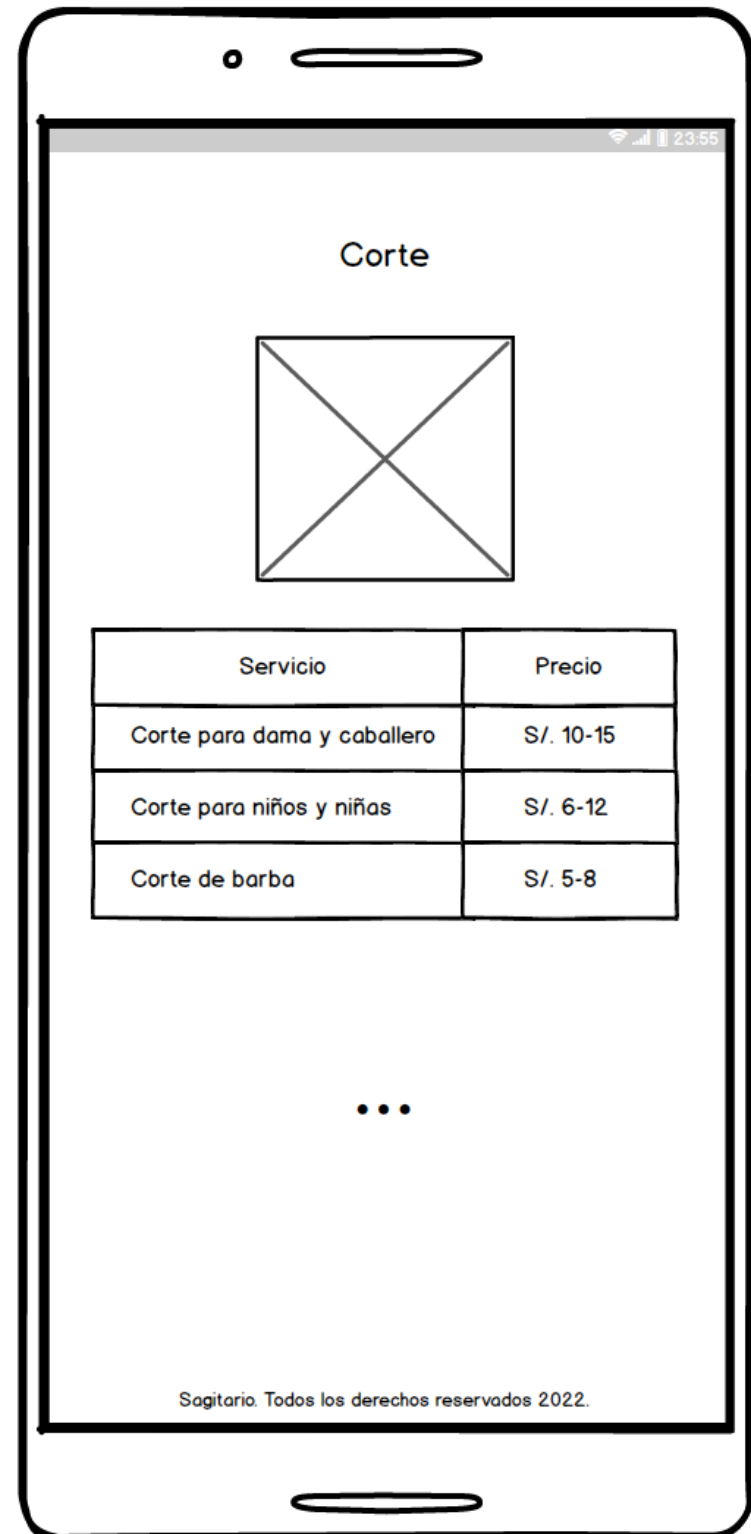 23:55
Corte
Servicio Precio
Corte para dama y caballero S/. 10-15
Corte para niños y niñas S/. 6-12
Corte de barba S/. 5-8
...
Sagitario. Todos los derechos reservados 2022.